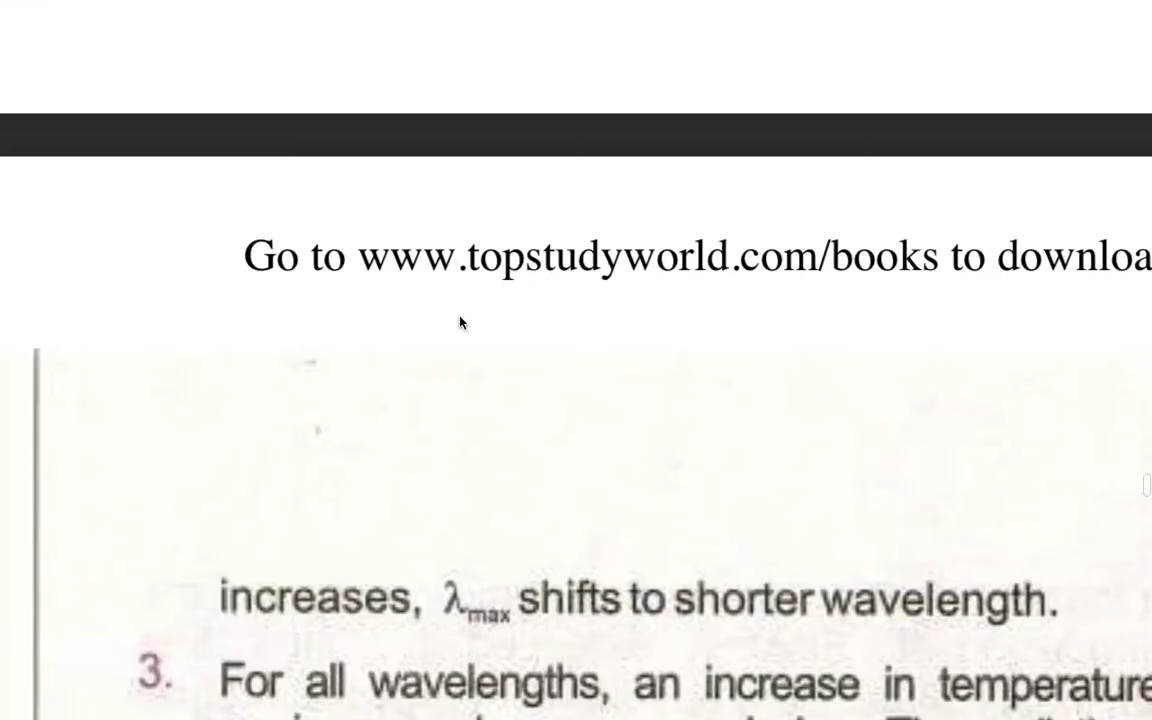 Go to www.topstudyworld.com/books to downloa
increases, λmax shifts to shorter wavelength.
3. For all wavelengths, an increase in temperature